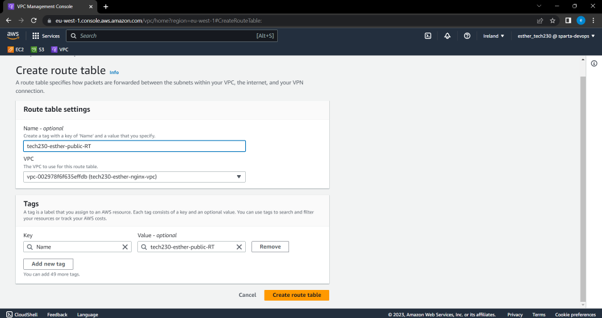 VPC Management Console
eu-west-1.console.aws.amazon.com/vpc/home?region=eu-west-1#CreateRouteTable:
aws
Services
Search
[Alt+S]
Ireland
esther_tech230 @ sparta-devops
EC2
S3
VPC
Create route table
Info
A route table specifies how packets are forwarded between the subnets within your VPC, the internet, and your VPN
connection.
Route table settings
Name - optional
Create a tag with a key of 'Name' and a value that you specify.
tech230-esther-public-RT
VPC
The VPC to use for this route table.
vpc-002978f6f635effdb (tech230-esther-nginx-vpc)
Tags
A tag is a label that you assign to an AWS resource. Each tag consists of a key and an optional value. You can use tags to search and filter
your resources or track your AWS costs.
Key
Value - optional
Name
tech230-esther-public-RT
Remove
Add new tag
You can add 49 more tags.
Cancel
Create route table
CloudShell
Feedback
Language
© 2023, Amazon Web Services, Inc. or its affiliates.
Privacy
Terms
Cookie preferences